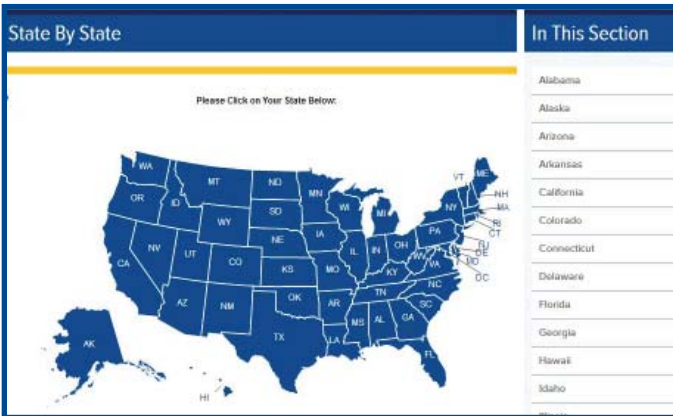 State By State
Please Click on Your State Below:
WA
MT
ND
MN
VT
ME
OR
ID
SD
WI
MI
NY
NH
MA
RI
CT
WY
NE
IA
PA
NJ
DE
MD
DC
NV
UT
CO
KS
MO
IL
IN
OH
WV
VA
KY
CA
AZ
NM
OK
AR
TN
NC
SC
TX
LA
MS
AL
GA
FL
AK
HI
In This Section
Alabama
Alaska
Arizona
Arkansas
California
Colorado
Connecticut
Delaware
Florida
Georgia
Hawaii
Idaho